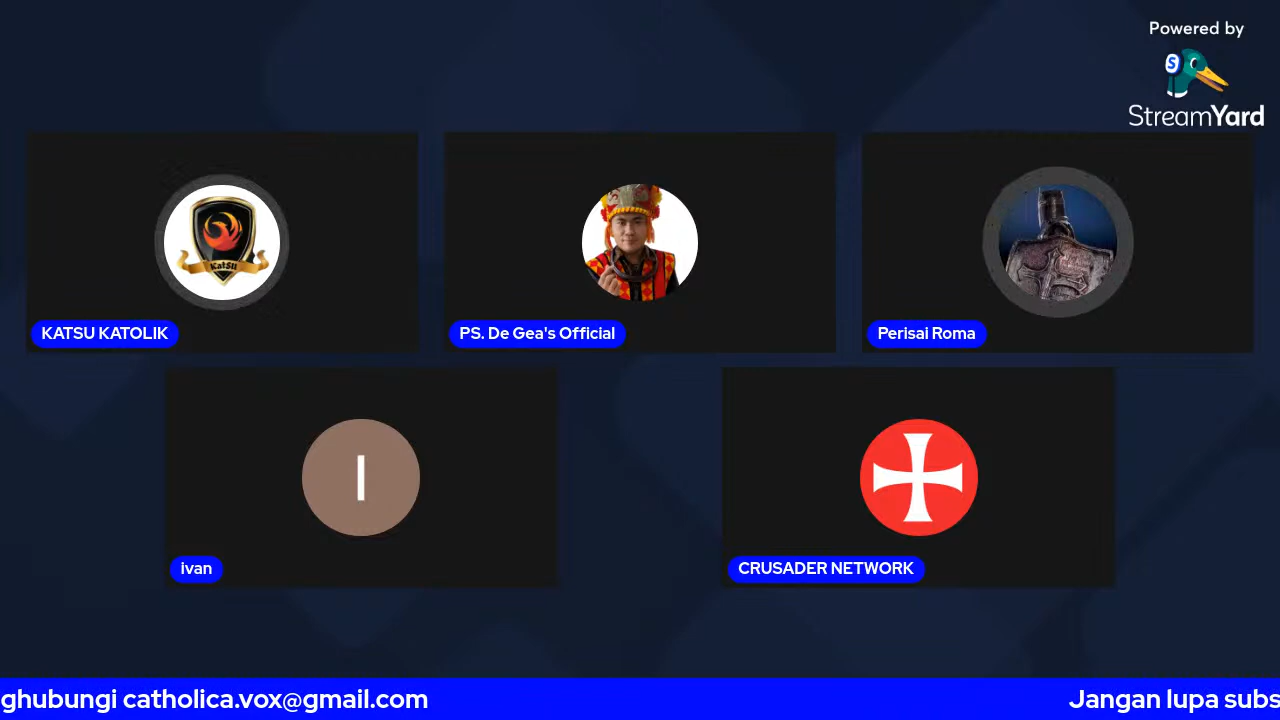 Powered by
S
StreamYard
KatSU
KATSU KATOLIK
PS. De Gea's Official
Perisai Roma
I
ivan
CRUSADER NETWORK
ghubungi catholica.vox@gmail.com
Jangan lupa subs